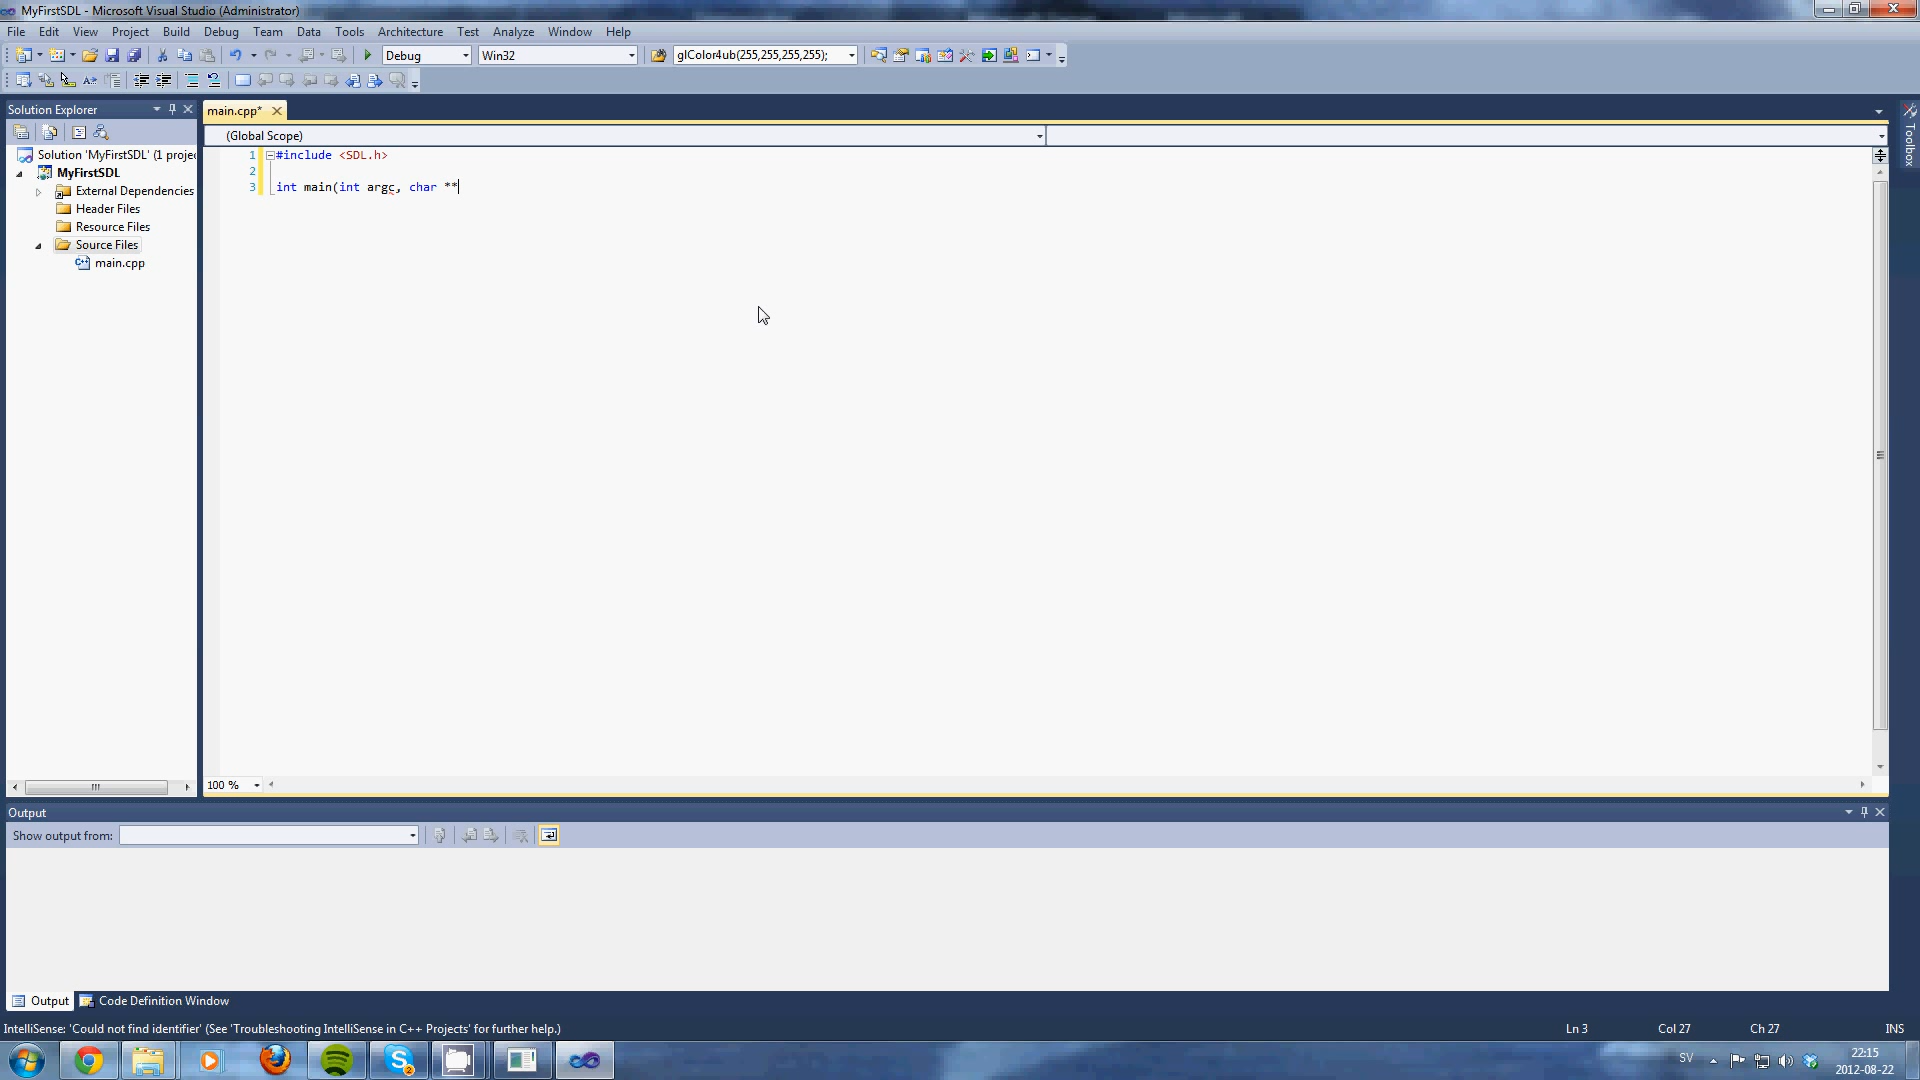 MyFirstSDL - Microsoft Visual Studio (Administrator)
File Edit View Project Build Debug Team Data Tools Architecture Test Analyze Window Help
Debug Win32 glColor4ub(255,255,255,255);
Solution Explorer
main.cpp*
Toolbox
(Global Scope)
Solution 'MyFirstSDL' (1 projec
MyFirstSDL
External Dependencies
Header Files
Resource Files
Source Files
main.cpp
1 #include <SDL.h>
2
3 int main(int argc, char **
100 %
Output
Show output from:
Output Code Definition Window
IntelliSense: 'Could not find identifier' (See 'Troubleshooting IntelliSense in C++ Projects' for further help.) Ln 3 Col 27 Ch 27 INS
2
SV
22:15
2012-08-22